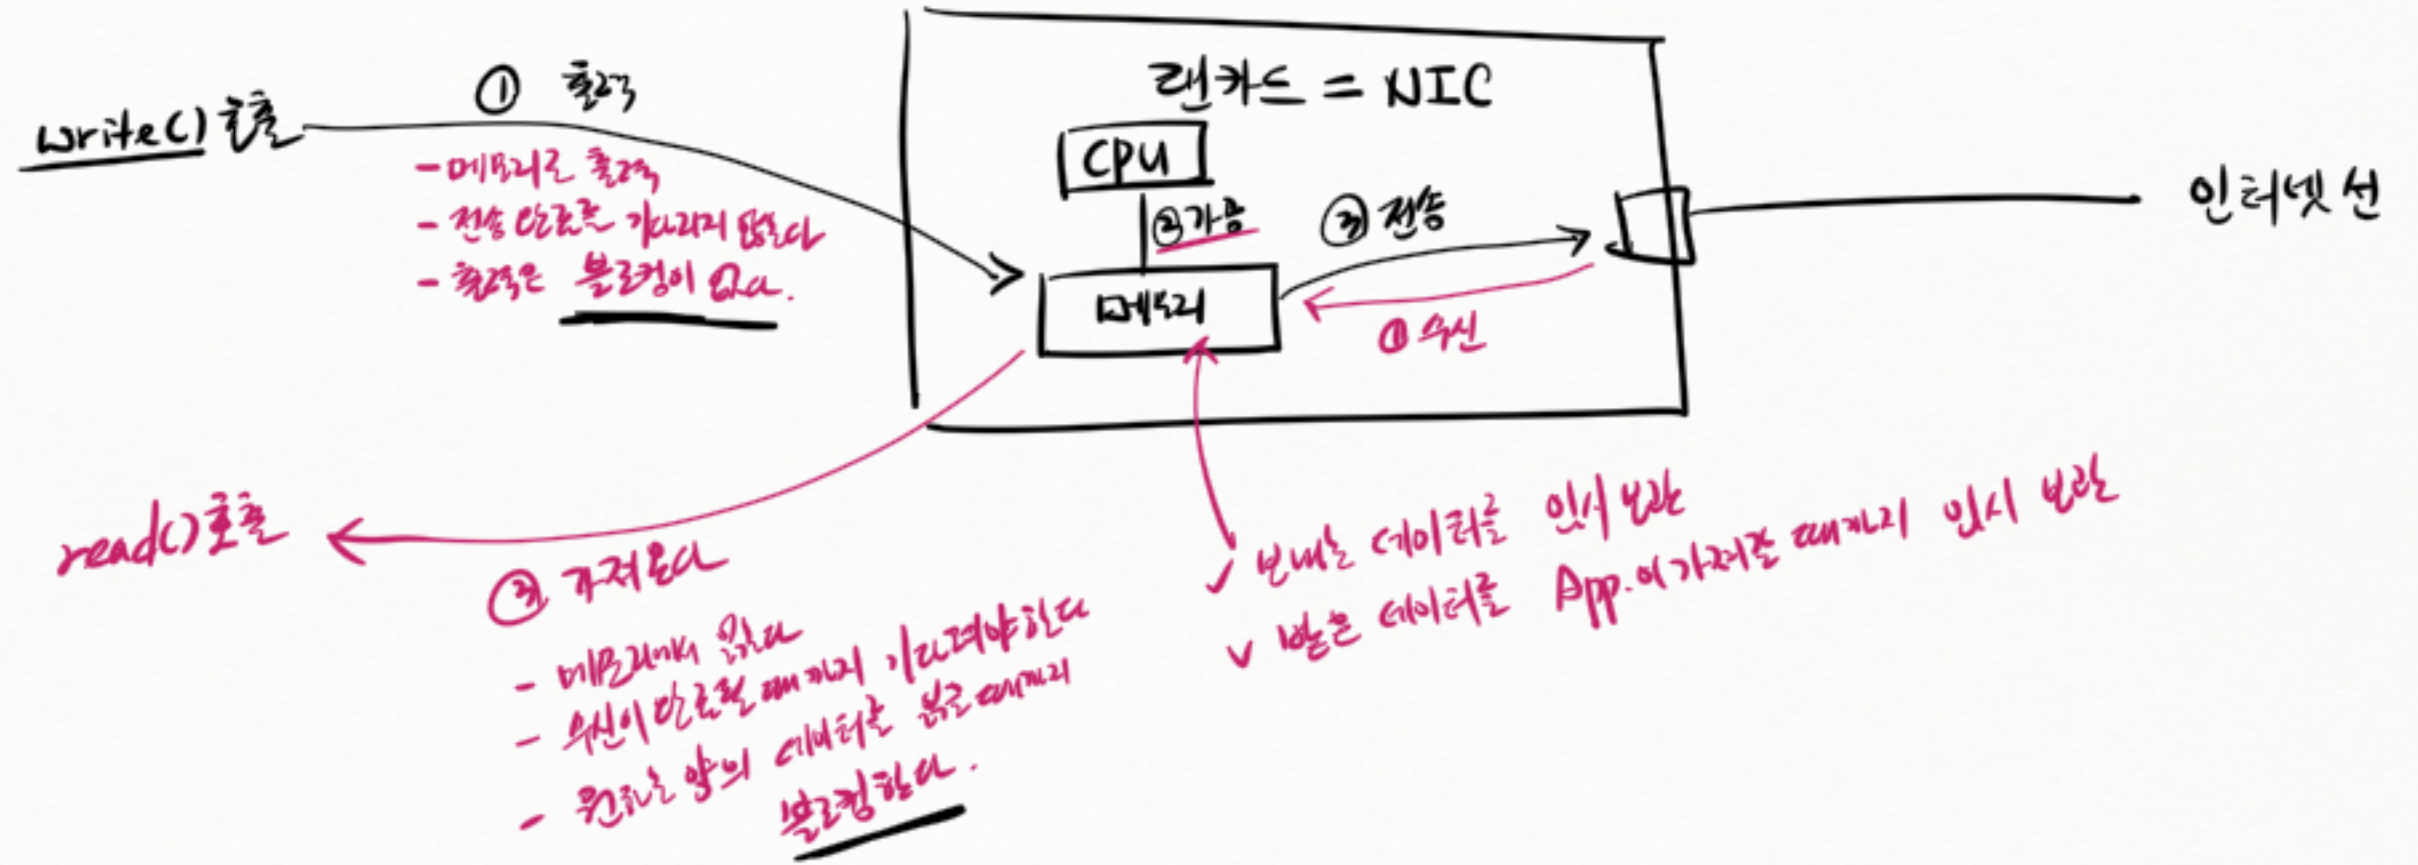 랜카드 = NIC
write() 호출
① 출력
- 메모리로 출력
- 전송 완료를 기다리지 않는다
- 출력은 블로킹이 없다.
CPU
②가공
메모리
③ 전송
① 수신
인터넷 선
read() 호출
② 가져온다
- 메모리에서 읽는다
- 수신이 완료될 때까지 기다려야 한다
- 원하는 양의 데이터를 읽을 때까지
블로킹한다.
✓ 보내는 데이터를 임시 보관
✓ 받은 데이터를 App.이 가져갈 때까지 임시 보관